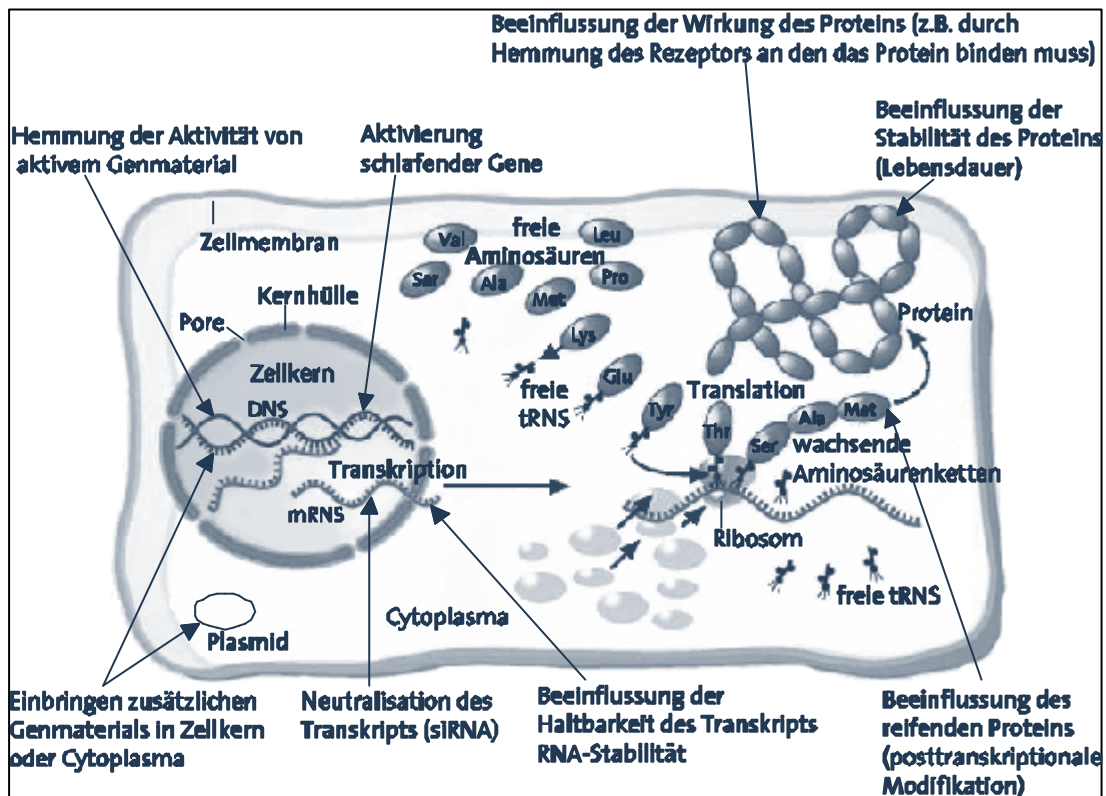 Beeinflussung der Wirkung des Proteins (z.B. durch
Hemmung des Rezeptors an den das Protein binden muss)
Hemmung der Aktivität von
aktivem Genmaterial
Aktivierung
schlafender Gene
Beeinflussung der
Stabilität des Proteins
(Lebensdauer)
Zellmembran
Val
freie
Aminosäuren
Leu
Ser
Ala
Met
Pro
Kernhülle
Pore
Lys
Protein
Zellkern
DNS
freie
tRNS
Glu
Translation
Tyr
Thr
Ser
Ala
Met
wachsende
Aminosäurenketten
Transkription
mRNS
Ribosom
freie tRNS
Cytoplasma
Plasmid
Einbringen zusätzlichen
Genmaterials in Zellkern
oder Cytoplasma
Neutralisation des
Transkripts (siRNA)
Beeinflussung der
Haltbarkeit des Transkripts
RNA-Stabilität
Beeinflussung des
reifenden Proteins
(posttranskriptionale
Modifikation)